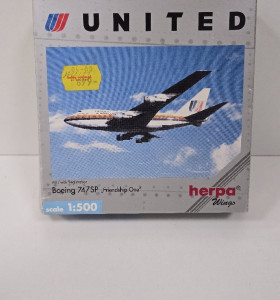 UNITED
Boeing 747SP „Friendship One"
herpa
Wings
scale 1:500